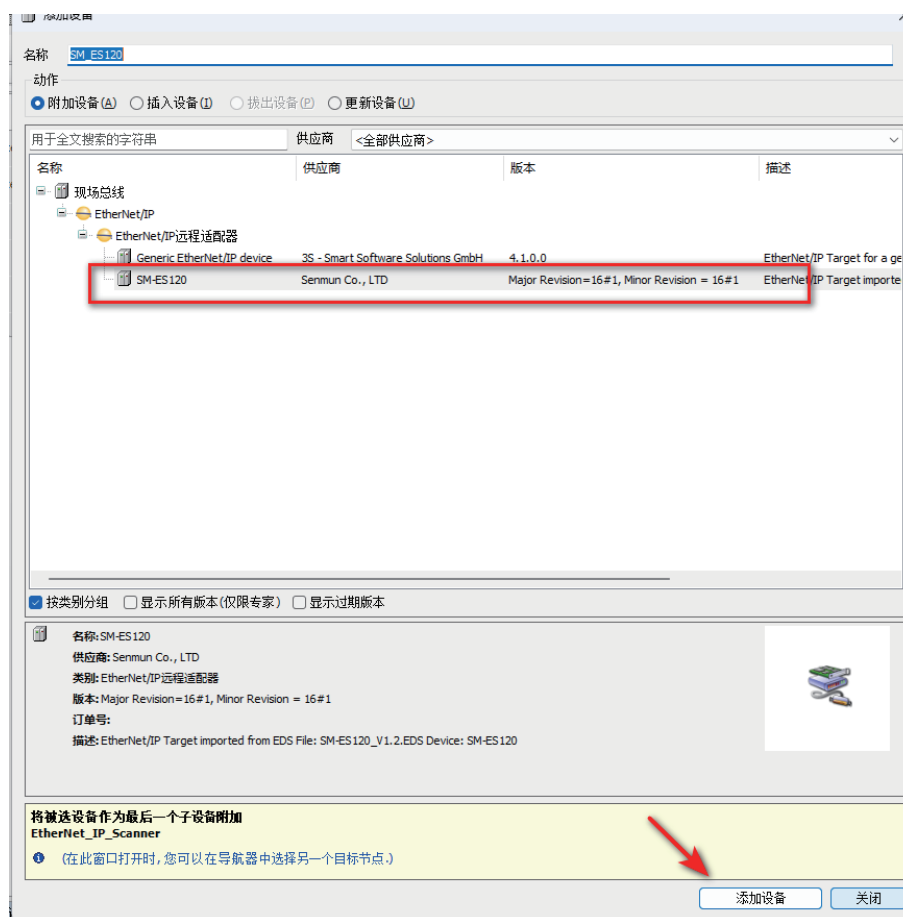 添加设备
名称 SM_ES120
动作
附加设备(A) 插入设备(I) 拔出设备(P) 更新设备(U)
用于全文搜索的字符串 供应商 <全部供应商>
名称 供应商 版本 描述
现场总线
EtherNet/IP
EtherNet/IP远程适配器
Generic EtherNet/IP device 3S - Smart Software Solutions GmbH 4.1.0.0 EtherNet/IP Target for a ge
SM-ES120 Senmun Co., LTD Major Revision=16#1, Minor Revision = 16#1 EtherNet/IP Target importe
按类别分组 显示所有版本(仅限专家) 显示过期版本
名称:SM-ES120
供应商: Senmun Co., LTD
类别: EtherNet/IP远程适配器
版本: Major Revision=16#1, Minor Revision = 16#1
订单号:
描述: EtherNet/IP Target imported from EDS File: SM-ES120_V1.2.EDS Device: SM-ES120
将被选设备作为最后一个子设备附加
EtherNet_IP_Scanner
(在此窗口打开时,您可以在导航器中选择另一个目标节点.)
添加设备 关闭